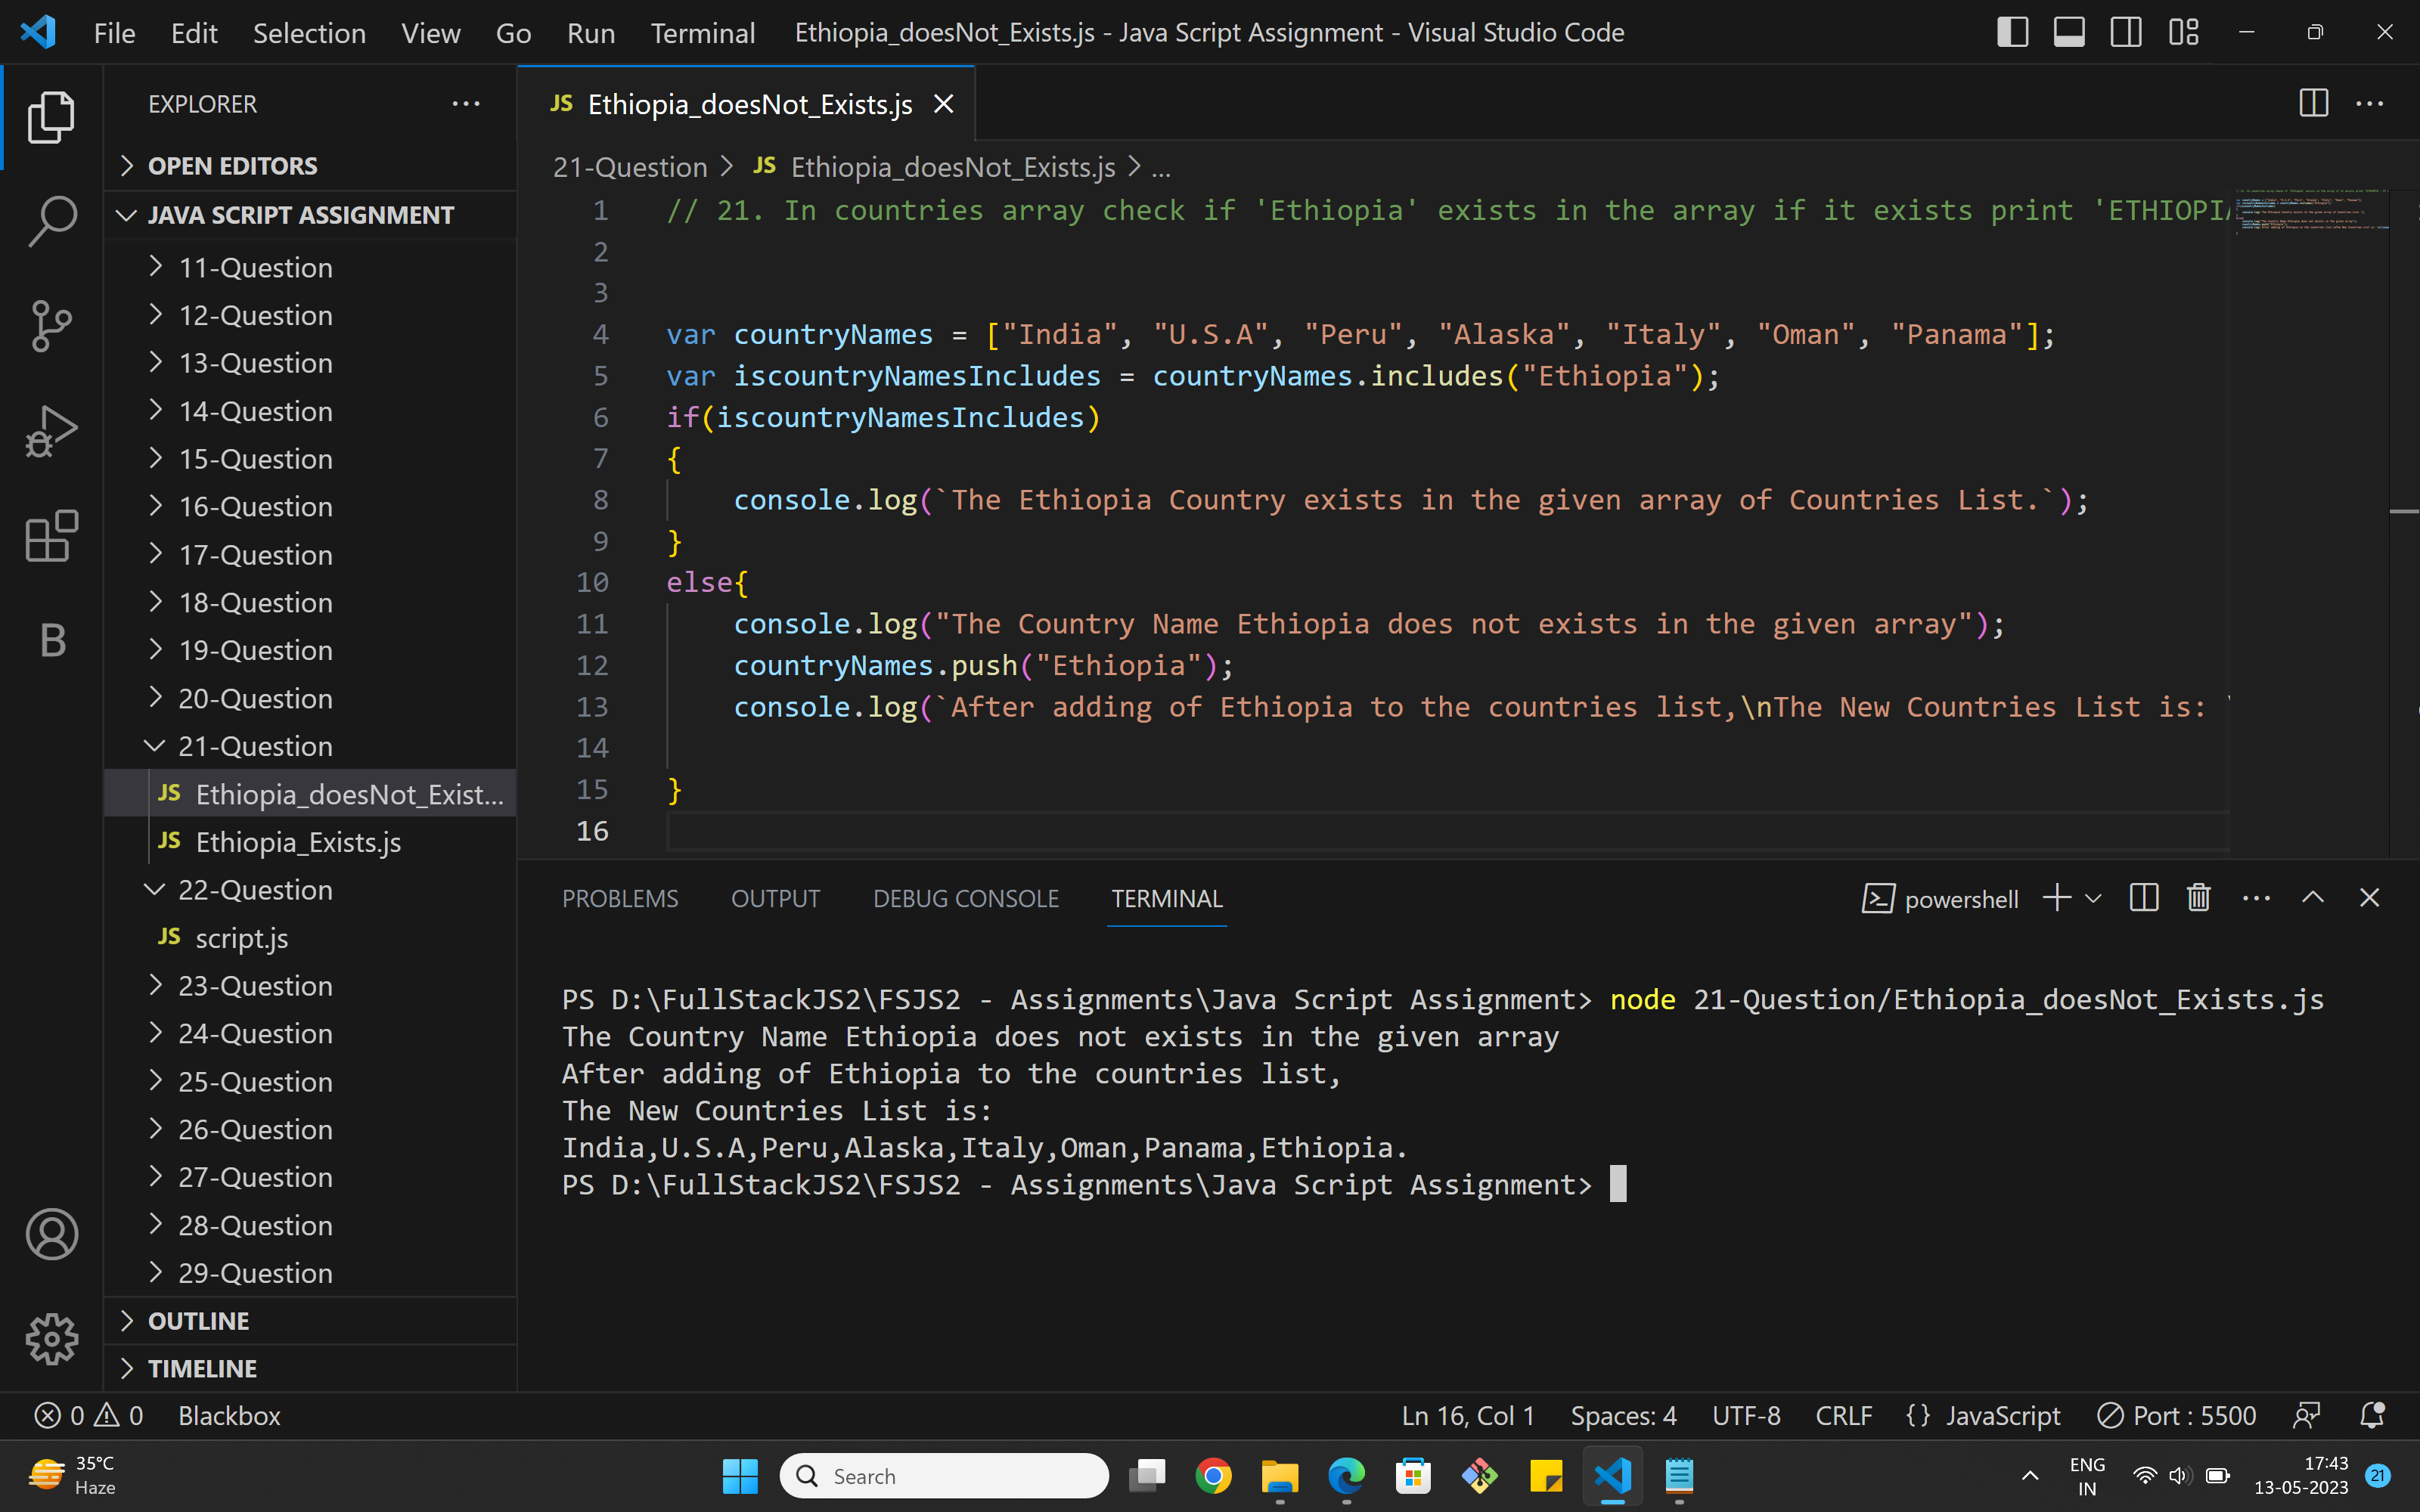 File Edit Selection View Go Run Terminal Ethiopia_doesNot_Exists.js - Java Script Assignment - Visual Studio Code
EXPLORER
OPEN EDITORS
JAVA SCRIPT ASSIGNMENT
11-Question
12-Question
13-Question
14-Question
15-Question
16-Question
17-Question
18-Question
19-Question
20-Question
21-Question
JS Ethiopia_doesNot_Exist...
JS Ethiopia_Exists.js
22-Question
JS script.js
23-Question
24-Question
25-Question
26-Question
27-Question
28-Question
29-Question
OUTLINE
TIMELINE
B
JS Ethiopia_doesNot_Exists.js
21-Question > JS Ethiopia_doesNot_Exists.js > ...
1 // 21. In countries array check if 'Ethiopia' exists in the array if it exists print 'ETHIOPIA
2
3
4 var countryNames = ["India", "U.S.A", "Peru", "Alaska", "Italy", "Oman", "Panama"];
5 var iscountryNamesIncludes = countryNames.includes("Ethiopia");
6 if(iscountryNamesIncludes)
7 {
8 console.log(`The Ethiopia Country exists in the given array of Countries List.`);
9 }
10 else{
11 console.log("The Country Name Ethiopia does not exists in the given array");
12 countryNames.push("Ethiopia");
13 console.log(`After adding of Ethiopia to the countries list,\nThe New Countries List is: \
14
15 }
16
PROBLEMS OUTPUT DEBUG CONSOLE TERMINAL powershell
PS D:\FullStackJS2\FSJS2 - Assignments\Java Script Assignment> node 21-Question/Ethiopia_doesNot_Exists.js
The Country Name Ethiopia does not exists in the given array
After adding of Ethiopia to the countries list,
The New Countries List is:
India,U.S.A,Peru,Alaska,Italy,Oman,Panama,Ethiopia.
PS D:\FullStackJS2\FSJS2 - Assignments\Java Script Assignment>
0 0 Blackbox Ln 16, Col 1 Spaces: 4 UTF-8 CRLF {} JavaScript Port : 5500
35°C
Haze
Search
ENG
IN
17:43
13-05-2023
21